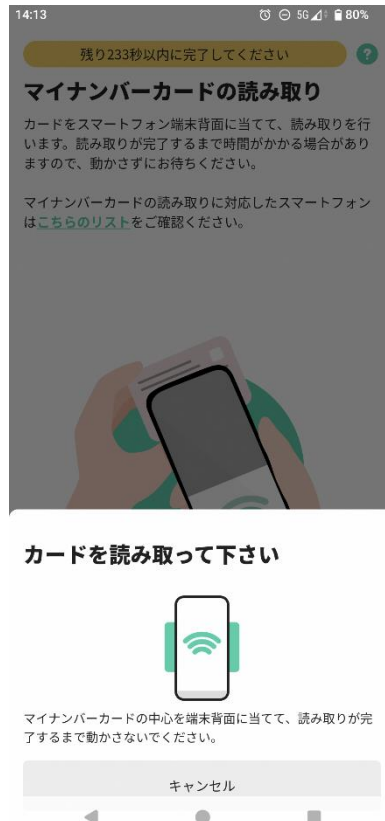 14:13
5G
80%
残り233秒以内に完了してください
?
マイナンバーカードの読み取り
カードをスマートフォン端末背面に当てて、読み取りを行
います。読み取りが完了するまで時間がかかる場合があり
ますので、動かさずにお待ちください。
マイナンバーカードの読み取りに対応したスマートフォン
はこちらのリストをご確認ください。
カードを読み取って下さい
マイナンバーカードの中心を端末背面に当てて、読み取りが完
了するまで動かさないでください。
キャンセル